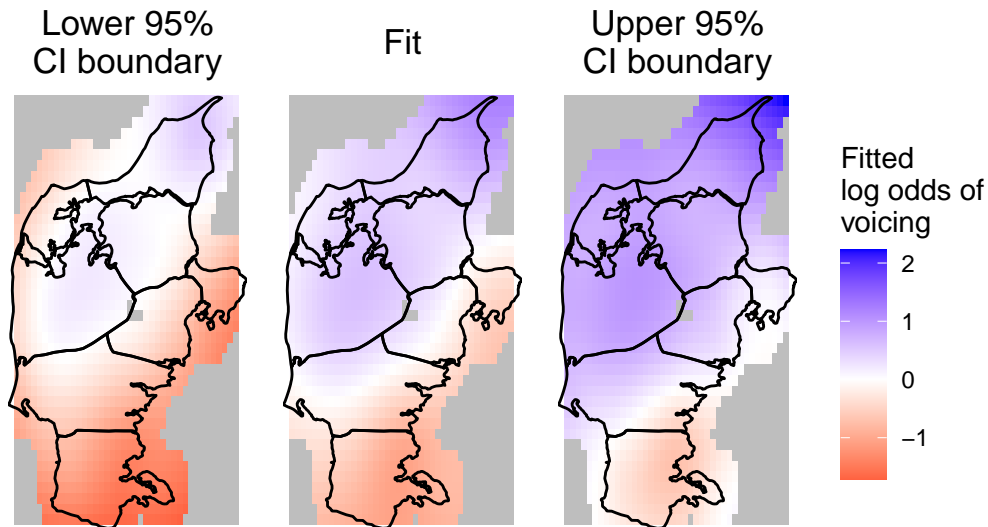 Lower 95%
CI boundary
Fit
Upper 95%
CI boundary
Fitted
log odds of
voicing
2
1
0
−1